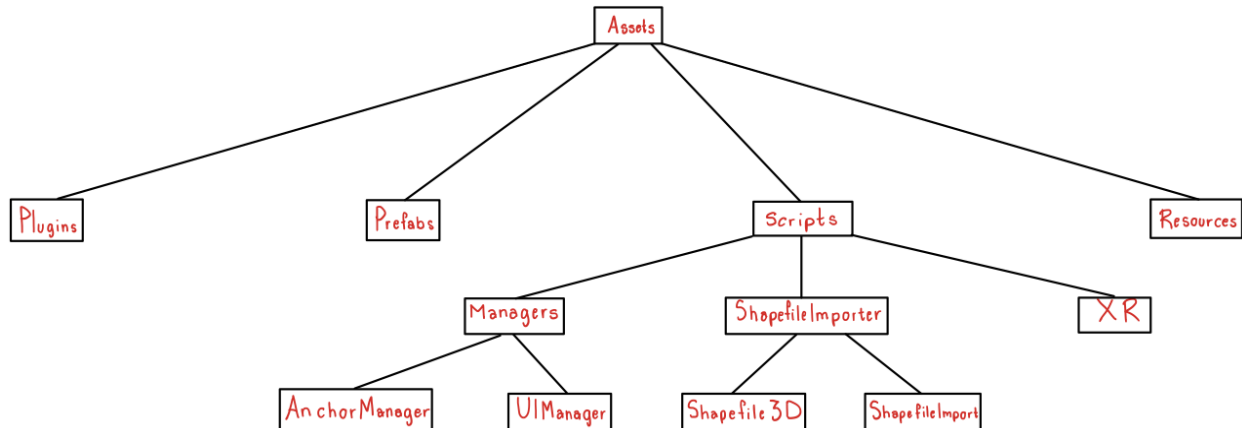 Assets
Plugins
Prefabs
Scripts
Resources
Managers
ShapefileImporter
XR
AnchorManager
UIManager
Shapefile3D
ShapefileImport